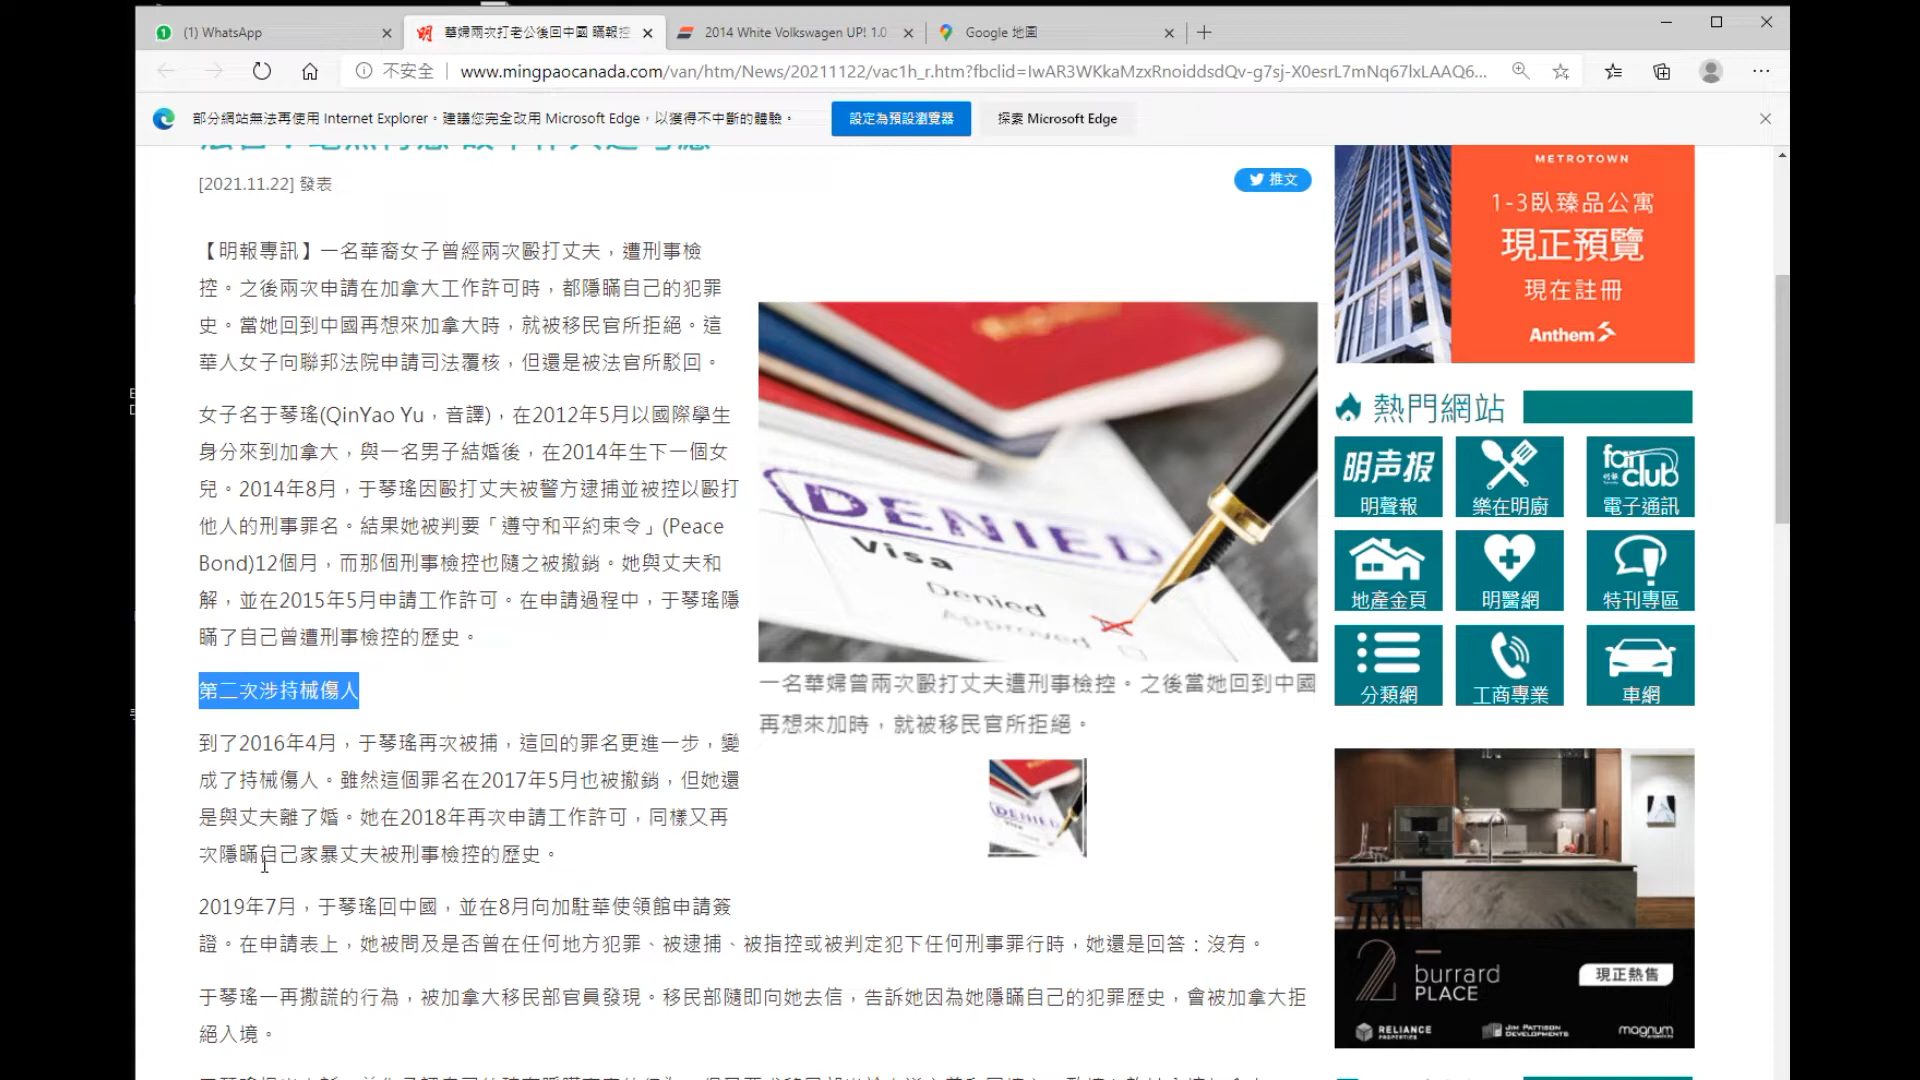 (1) WhatsApp
華婦兩次打老公後回中國 瞞報控
2014 White Volkswagen UP! 1.0
Google 地圖
不安全
www.mingpaocanada.com/van/htm/News/20211122/vac1h_r.htm?fbclid=IwAR3WKkaMzxRnoiddsdQv-g7sj-X0esrL7mNq67lxLAAQ6...
部分網站無法再使用 Internet Explorer。建議您完全改用 Microsoft Edge，以獲得不中斷的體驗。
設定為預設瀏覽器
探索 Microsoft Edge
[2021.11.22] 發表
推文
【明報專訊】一名華裔女子曾經兩次毆打丈夫，遭刑事檢
控。之後兩次申請在加拿大工作許可時，都隱瞞自己的犯罪
史。當她回到中國再想來加拿大時，就被移民官所拒絕。這
華人女子向聯邦法院申請司法覆核，但還是被法官所駁回。
女子名于琴瑤(QinYao Yu，音譯)，在2012年5月以國際學生
身分來到加拿大，與一名男子結婚後，在2014年生下一個女
兒。2014年8月，于琴瑤因毆打丈夫被警方逮捕並被控以毆打
他人的刑事罪名。結果她被判要「遵守和平約束令」(Peace
Bond)12個月，而那個刑事檢控也隨之被撤銷。她與丈夫和
解，並在2015年5月申請工作許可。在申請過程中，于琴瑤隱
瞞了自己曾遭刑事檢控的歷史。
第二次涉持械傷人
到了2016年4月，于琴瑤再次被捕，這回的罪名更進一步，變
成了持械傷人。雖然這個罪名在2017年5月也被撤銷，但她還
是與丈夫離了婚。她在2018年再次申請工作許可，同樣又再
次隱瞞自己家暴丈夫被刑事檢控的歷史。
2019年7月，于琴瑤回中國，並在8月向加駐華使領館申請簽
證。在申請表上，她被問及是否曾在任何地方犯罪、被逮捕、被指控或被判定犯下任何刑事罪行時，她還是回答：沒有。
于琴瑤一再撒謊的行為，被加拿大移民部官員發現。移民部隨即向她去信，告訴她因為她隱瞞自己的犯罪歷史，會被加拿大拒
絕入境。
DENIED
Visa
Denied
Approved
一名華婦曾兩次毆打丈夫遭刑事檢控。之後當她回到中國
再想來加時，就被移民官所拒絕。
DENIED
METROTOWN
1-3臥臻品公寓
現正預覽
現在註冊
Anthem
熱門網站
明声报
明聲報
樂在明廚
fan club
電子通訊
地產金頁
明醫網
特刊專區
分類網
工商專業
車網
2
burrard
PLACE
現正熱售
RELIANCE
PROPERTIES
JIM PATTISON
DEVELOPMENTS
magnum